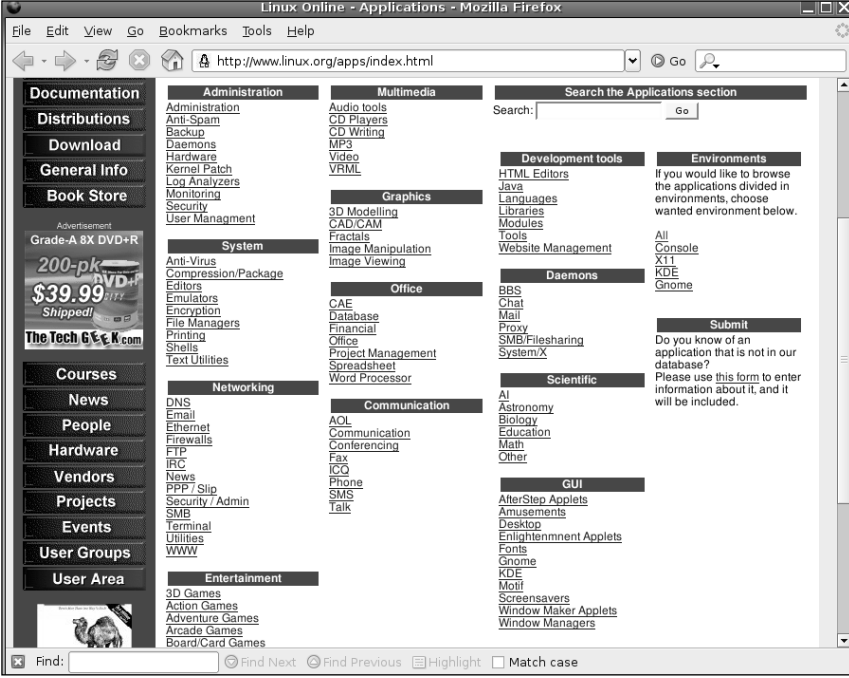 Linux Online - Applications - Mozilla Firefox
File Edit View Go Bookmarks Tools Help
http://www.linux.org/apps/index.html
Go
Documentation
Distributions
Download
General Info
Book Store
Advertisement
Grade-A 8X DVD+R
200-pk
DVD+R
$39.99
Shipped!
The Tech GEEK.com
Courses
News
People
Hardware
Vendors
Projects
Events
User Groups
User Area
Administration
Administration
Anti-Spam
Backup
Daemons
Hardware
Kernel Patch
Log Analyzers
Monitoring
Security
User Managment
System
Anti-Virus
Compression/Package
Editors
Emulators
Encryption
File Managers
Printing
Shells
Text Utilities
Networking
DNS
Email
Ethernet
Firewalls
FTP
IRC
News
PPP / Slip
Security / Admin
SMB
Terminal
Utilities
WWW
Entertainment
3D Games
Action Games
Adventure Games
Arcade Games
Board/Card Games
Multimedia
Audio tools
CD Players
CD Writing
MP3
Video
VRML
Graphics
3D Modelling
CAD/CAM
Fractals
Image Manipulation
Image Viewing
Office
CAE
Database
Financial
Office
Project Management
Spreadsheet
Word Processor
Communication
AOL
Communication
Conferencing
Fax
ICQ
Phone
SMS
Talk
Search the Applications section
Search: Go
Development tools
HTML Editors
Java
Languages
Libraries
Modules
Tools
Website Management
Daemons
BBS
Chat
Mail
Proxy
SMB/Filesharing
System/X
Scientific
AI
Astronomy
Biology
Education
Math
Other
GUI
AfterStep Applets
Amusements
Desktop
Enlightenmnent Applets
Fonts
Gnome
KDE
Motif
Screensavers
Window Maker Applets
Window Managers
Environments
If you would like to browse
the applications divided in
environments, choose
wanted environment below.
All
Console
X11
KDE
Gnome
Submit
Do you know of an
application that is not in our
database?
Please use this form to enter
information about it, and it
will be included.
Find: Find Next Find Previous Highlight Match case